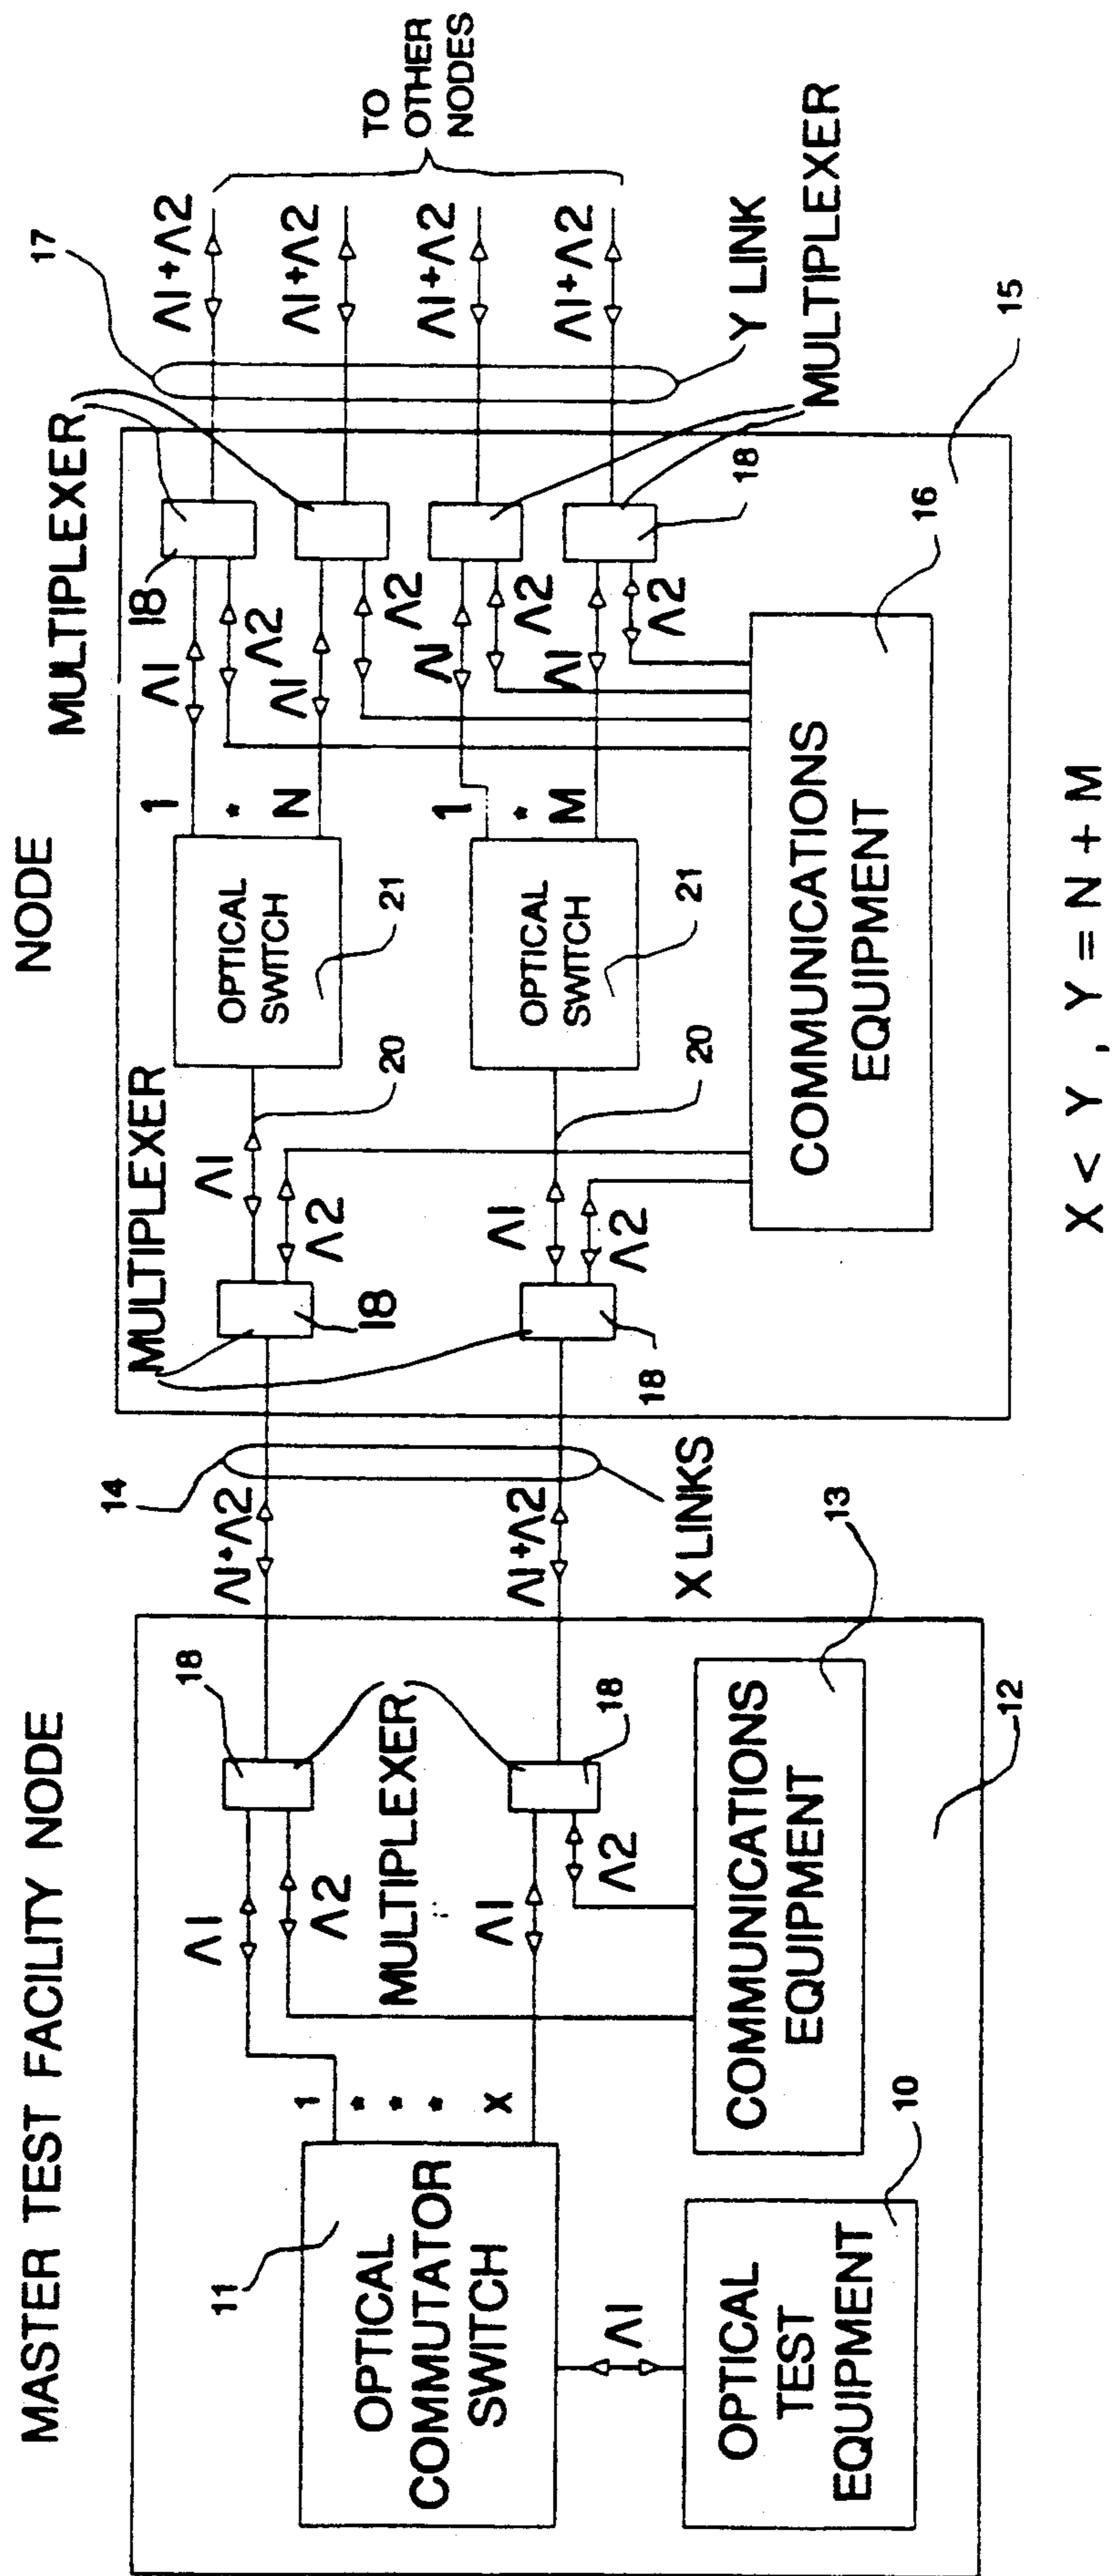 MASTER TEST FACILITY NODE
NODE
11
OPTICAL
COMMUTATOR
SWITCH
1
*
*
*
X
Λ1
Λ1
Λ2
18
MULTIPLEXER
Λ1
Λ2
18
OPTICAL
TEST
EQUIPMENT
10
COMMUNICATIONS
EQUIPMENT
13
12
14
Λ1+Λ2
Λ1+Λ2
X LINKS
MULTIPLEXER
18
18
Λ1
Λ2
20
Λ1
Λ2
20
OPTICAL
SWITCH
21
OPTICAL
SWITCH
21
1
*
N
1
*
M
MULTIPLEXER
18
Λ1
Λ2
Λ1
Λ2
Λ1
Λ2
Λ1
Λ2
18
COMMUNICATIONS
EQUIPMENT
16
15
17
Λ1+Λ2
Λ1+Λ2
Λ1+Λ2
Λ1+Λ2
TO
OTHER
NODES
Y LINK
MULTIPLEXER
X < Y , Y = N + M